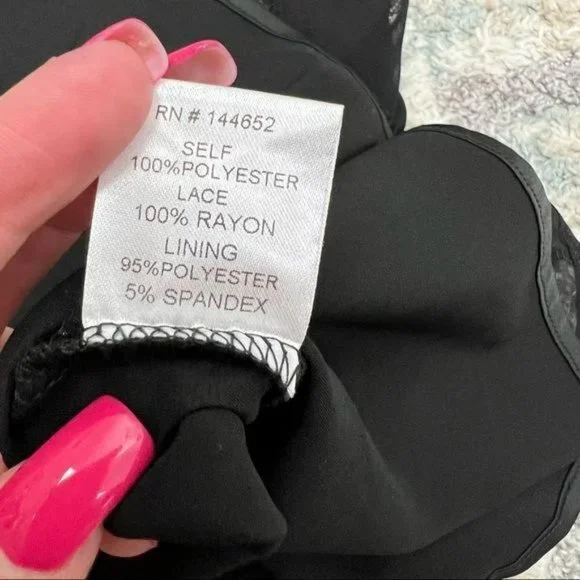 RN # 144652
SELF
100%POLYESTER
LACE
100% RAYON
LINING
95%POLYESTER
5% SPANDEX